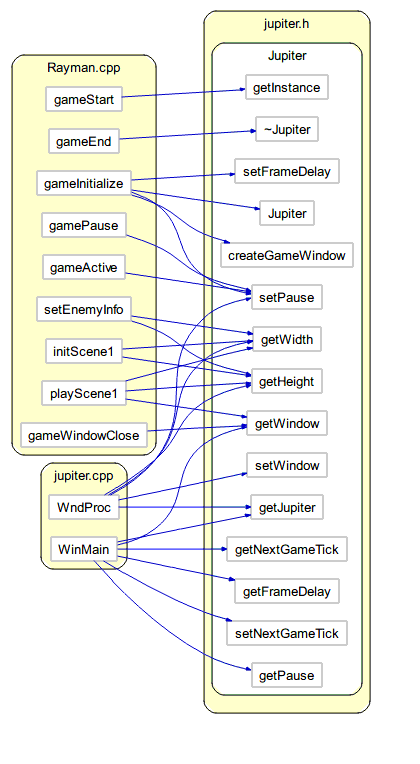 Rayman.cpp
gameStart
gameEnd
gameInitialize
gamePause
gameActive
setEnemyInfo
initScene1
playScene1
gameWindowClose
jupiter.cpp
WndProc
WinMain
jupiter.h
Jupiter
getInstance
~Jupiter
setFrameDelay
Jupiter
createGameWindow
setPause
getWidth
getHeight
getWindow
setWindow
getJupiter
getNextGameTick
getFrameDelay
setNextGameTick
getPause